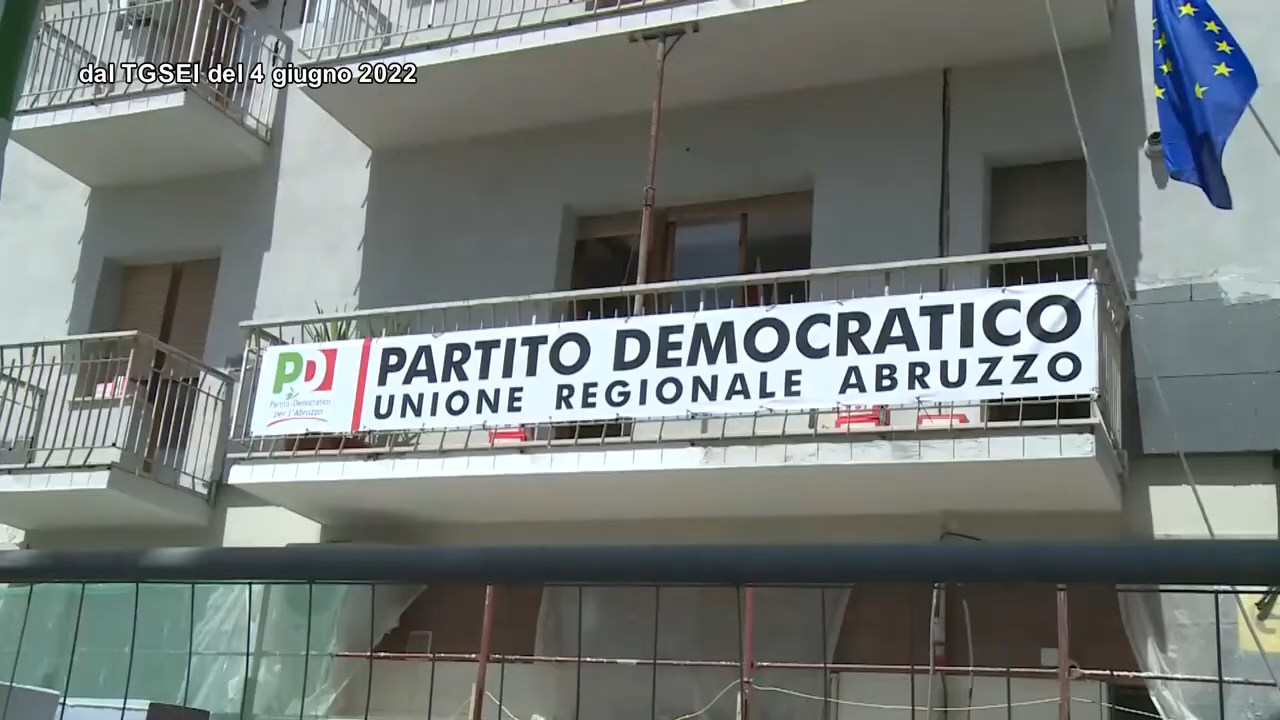 dal TGSEI del 4 giugno 2022
PD
Partito Democratico
per l'Abruzzo
PARTITO DEMOCRATICO
UNIONE REGIONALE ABRUZZO